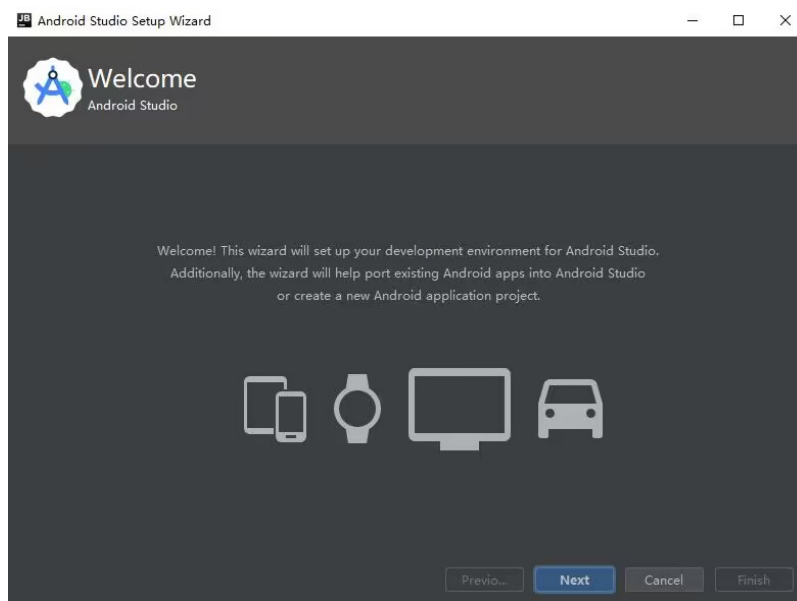 JB
Android Studio Setup Wizard
Welcome
Android Studio
Welcome! This wizard will set up your development environment for Android Studio.
Additionally, the wizard will help port existing Android apps into Android Studio
or create a new Android application project.
Previo... Next Cancel Finish